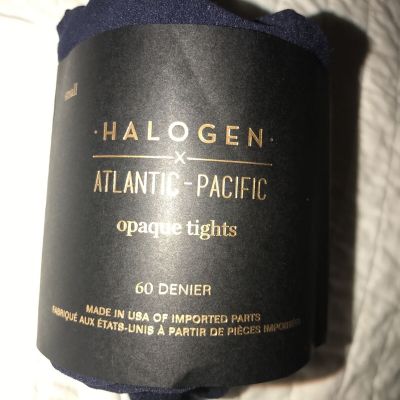 small
·HALOGEN·
x
ATLANTIC-PACIFIC
opaque tights
60 DENIER
MADE IN USA OF IMPORTED PARTS
FABRIQUÉ AUX ÉTATS-UNIS À PARTIR DE PIÈCES IMPORTÉES